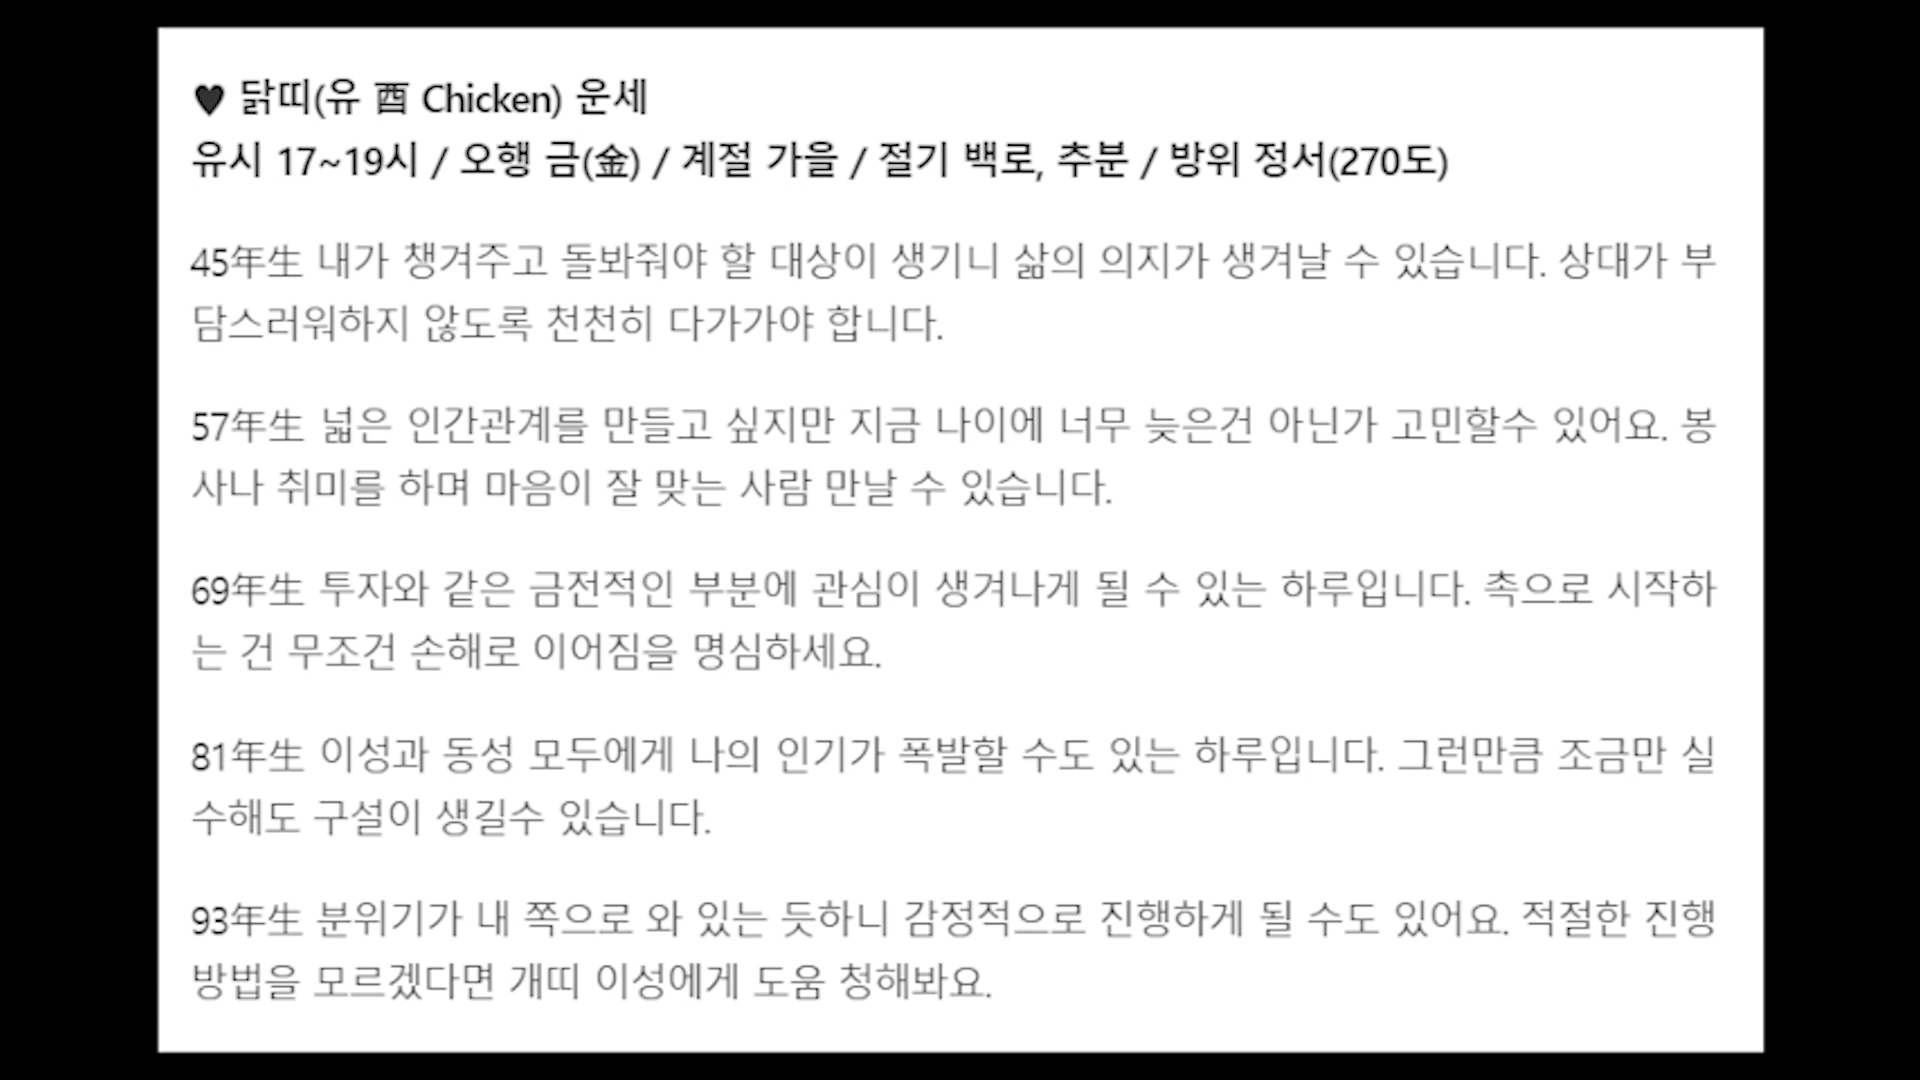 ♥ 닭띠(유 酉 Chicken) 운세
유시 17~19시 / 오행 금(金) / 계절 가을 / 절기 백로, 추분 / 방위 정서(270도)
45年生 내가 챙겨주고 돌봐줘야 할 대상이 생기니 삶의 의지가 생겨날 수 있습니다. 상대가 부
담스러워하지 않도록 천천히 다가가야 합니다.
57年生 넓은 인간관계를 만들고 싶지만 지금 나이에 너무 늦은건 아닌가 고민할수 있어요. 봉
사나 취미를 하며 마음이 잘 맞는 사람 만날 수 있습니다.
69年生 투자와 같은 금전적인 부분에 관심이 생겨나게 될 수 있는 하루입니다. 촉으로 시작하
는 건 무조건 손해로 이어짐을 명심하세요.
81年生 이성과 동성 모두에게 나의 인기가 폭발할 수도 있는 하루입니다. 그런만큼 조금만 실
수해도 구설이 생길수 있습니다.
93年生 분위기가 내 쪽으로 와 있는 듯하니 감정적으로 진행하게 될 수도 있어요. 적절한 진행
방법을 모르겠다면 개띠 이성에게 도움 청해봐요.